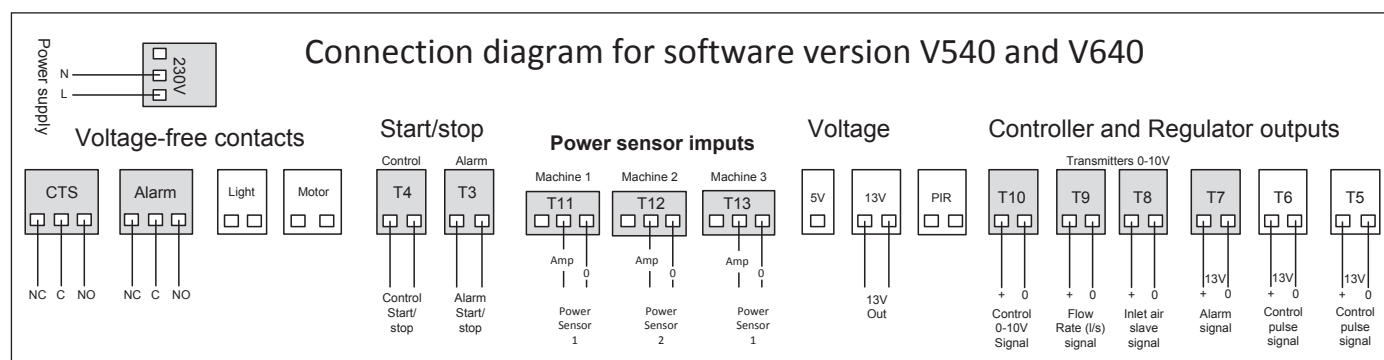 Connection diagram for software version V540 and V640
Power supply
N
L
230V
Voltage-free contacts
Start/stop
Power sensor imputs
Voltage
Controller and Regulator outputs
Control
Alarm
Machine 1
Machine 2
Machine 3
Transmitters 0-10V
CTS
Alarm
Light
Motor
T4
T3
T11
T12
T13
5V
13V
PIR
T10
T9
T8
T7
T6
T5
NC C NO
NC C NO
Control
Start/
stop
Alarm
Start/
stop
Amp
0
Power
Sensor
1
Amp
0
Power
Sensor
2
Amp
0
Power
Sensor
1
13V
Out
+ 0
Control
0-10V
Signal
+ 0
Flow
Rate (l/s)
signal
+ 0
Inlet air
slave
signal
13V
+ 0
Alarm
signal
13V
+ 0
Control
pulse
signal
13V
+ 0
Control
pulse
signal